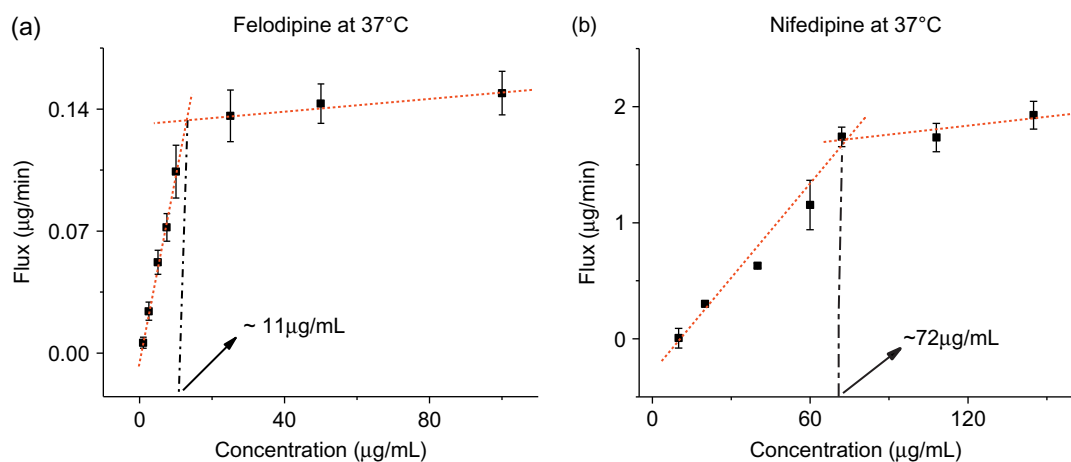 (a)
Felodipine at 37°C
0.14
0.07
0.00
Flux (μg/min)
~ 11μg/mL
0
40
80
Concentration (μg/mL)
(b)
Nifedipine at 37°C
2
1
0
Flux (μg/min)
~72μg/mL
0
60
120
Concentration (μg/mL)